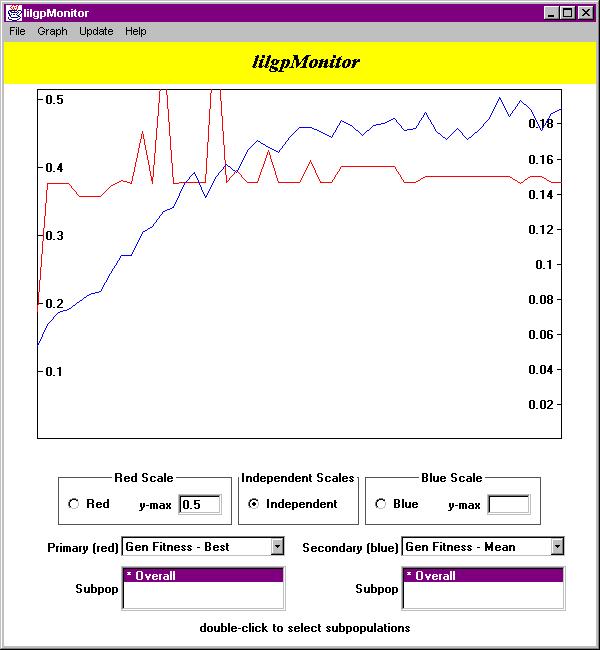 lilgpMonitor
File Graph Update Help
lilgpMonitor
0.5
0.4
0.3
0.2
0.1
0.18
0.16
0.14
0.12
0.1
0.08
0.06
0.04
0.02
Red Scale
Red y-max 0.5
Independent Scales
Independent
Blue Scale
Blue y-max
Primary (red) Gen Fitness - Best
Secondary (blue) Gen Fitness - Mean
Subpop * Overall
Subpop * Overall
double-click to select subpopulations